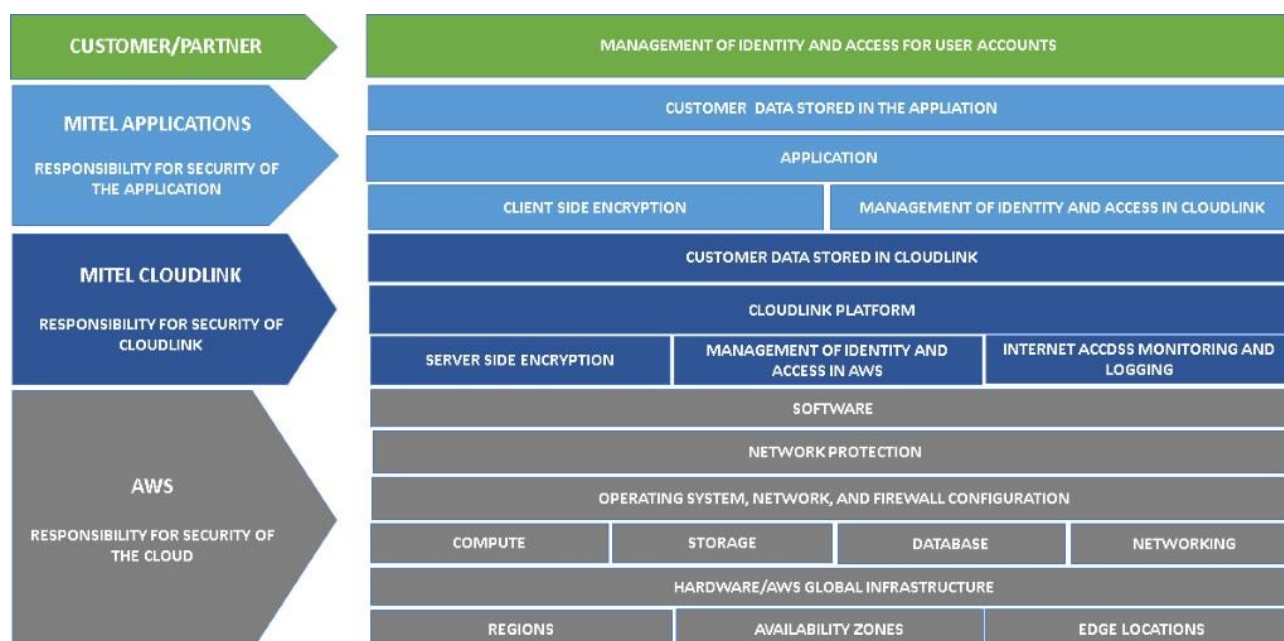 CUSTOMER/PARTNER
MANAGEMENT OF IDENTITY AND ACCESS FOR USER ACCOUNTS
MITEL APPLICATIONS
RESPONSIBILITY FOR SECURITY OF
THE APPLICATION
CUSTOMER DATA STORED IN THE APPLIATION
APPLICATION
CLIENT SIDE ENCRYPTION
MANAGEMENT OF IDENTITY AND ACCESS IN CLOUDLINK
MITEL CLOUDLINK
RESPONSIBILITY FOR SECURITY OF
CLOUDLINK
CUSTOMER DATA STORED IN CLOUDLINK
CLOUDLINK PLATFORM
SERVER SIDE ENCRYPTION
MANAGEMENT OF IDENTITY AND
ACCESS IN AWS
INTERNET ACCDSS MONITORING AND
LOGGING
AWS
RESPONSIBILITY FOR SECURITY OF
THE CLOUD
SOFTWARE
NETWORK PROTECTION
OPERATING SYSTEM, NETWORK, AND FIREWALL CONFIGURATION
COMPUTE
STORAGE
DATABASE
NETWORKING
HARDWARE/AWS GLOBAL INFRASTRUCTURE
REGIONS
AVAILABILITY ZONES
EDGE LOCATIONS